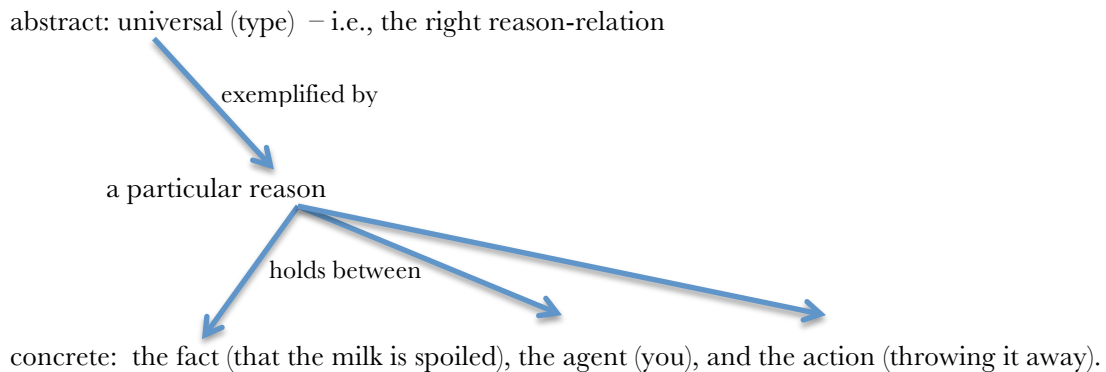 abstract: universal (type) – i.e., the right reason-relation
exemplified by
a particular reason
holds between
concrete: the fact (that the milk is spoiled), the agent (you), and the action (throwing it away).